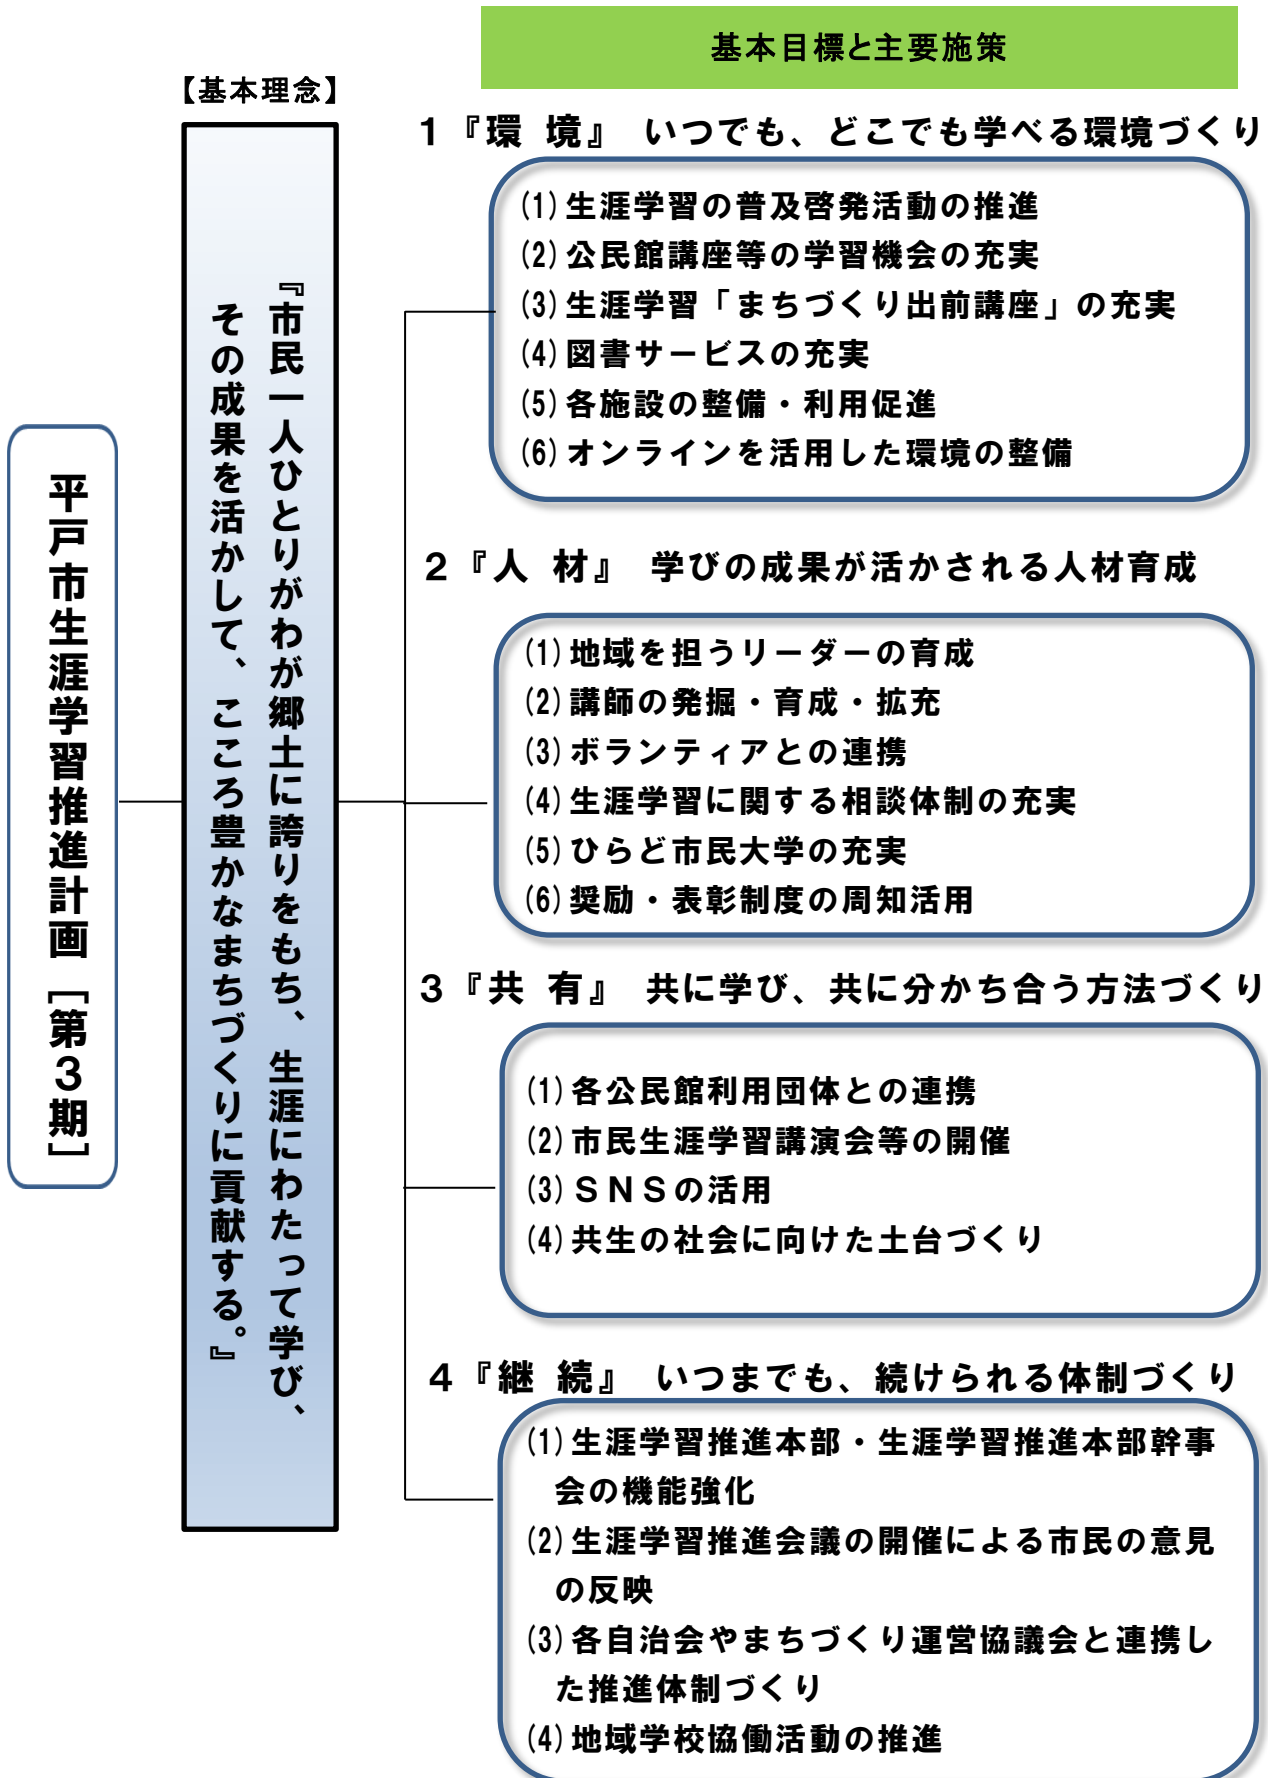 平戸市生涯学習推進計画［第３期］
【基本理念】
『市民一人ひとりがわが郷土に誇りをもち、生涯にわたって学び、
その成果を活かして、こころ豊かなまちづくりに貢献する。』
基本目標と主要施策
１『環 境』 いつでも、どこでも学べる環境づくり
(1)生涯学習の普及啓発活動の推進
(2)公民館講座等の学習機会の充実
(3)生涯学習「まちづくり出前講座」の充実
(4)図書サービスの充実
(5)各施設の整備・利用促進
(6)オンラインを活用した環境の整備
２『人 材』 学びの成果が活かされる人材育成
(1)地域を担うリーダーの育成
(2)講師の発掘・育成・拡充
(3)ボランティアとの連携
(4)生涯学習に関する相談体制の充実
(5)ひらど市民大学の充実
(6)奨励・表彰制度の周知活用
３『共 有』 共に学び、共に分かち合う方法づくり
(1)各公民館利用団体との連携
(2)市民生涯学習講演会等の開催
(3)ＳＮＳの活用
(4)共生の社会に向けた土台づくり
４『継 続』 いつまでも、続けられる体制づくり
(1)生涯学習推進本部・生涯学習推進本部幹事
会の機能強化
(2)生涯学習推進会議の開催による市民の意見
の反映
(3)各自治会やまちづくり運営協議会と連携し
た推進体制づくり
(4)地域学校協働活動の推進